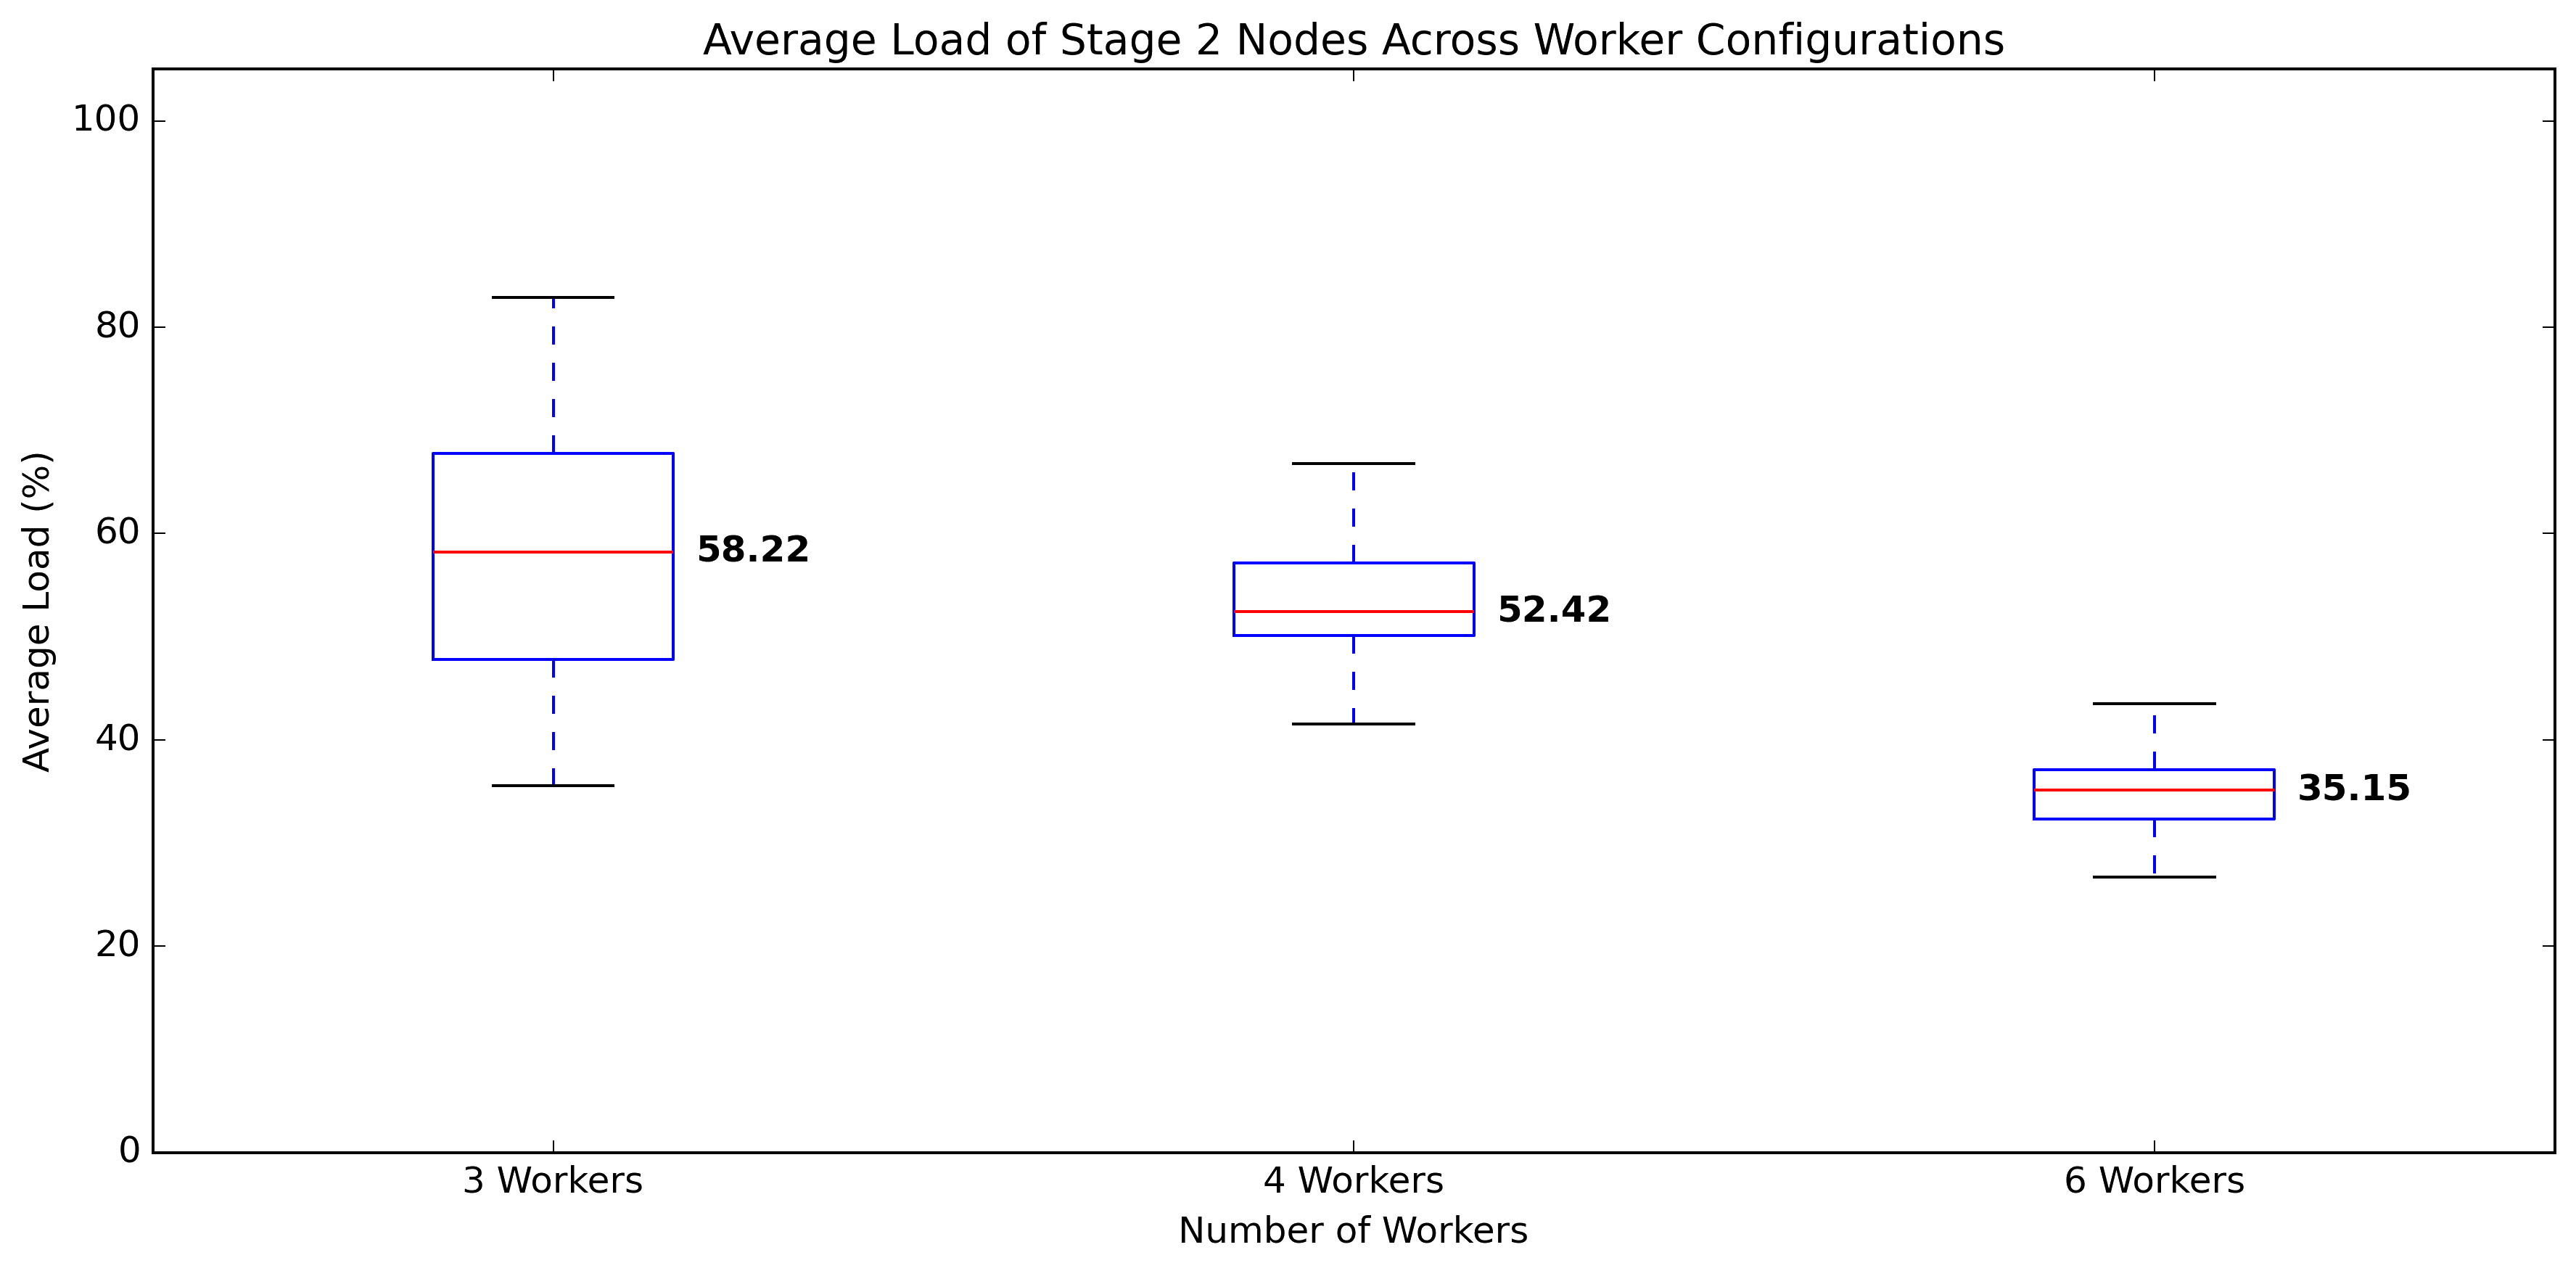 Average Load of Stage 2 Nodes Across Worker Configurations
Average Load (%)
100
80
60
40
20
0
58.22
52.42
35.15
3 Workers
4 Workers
6 Workers
Number of Workers